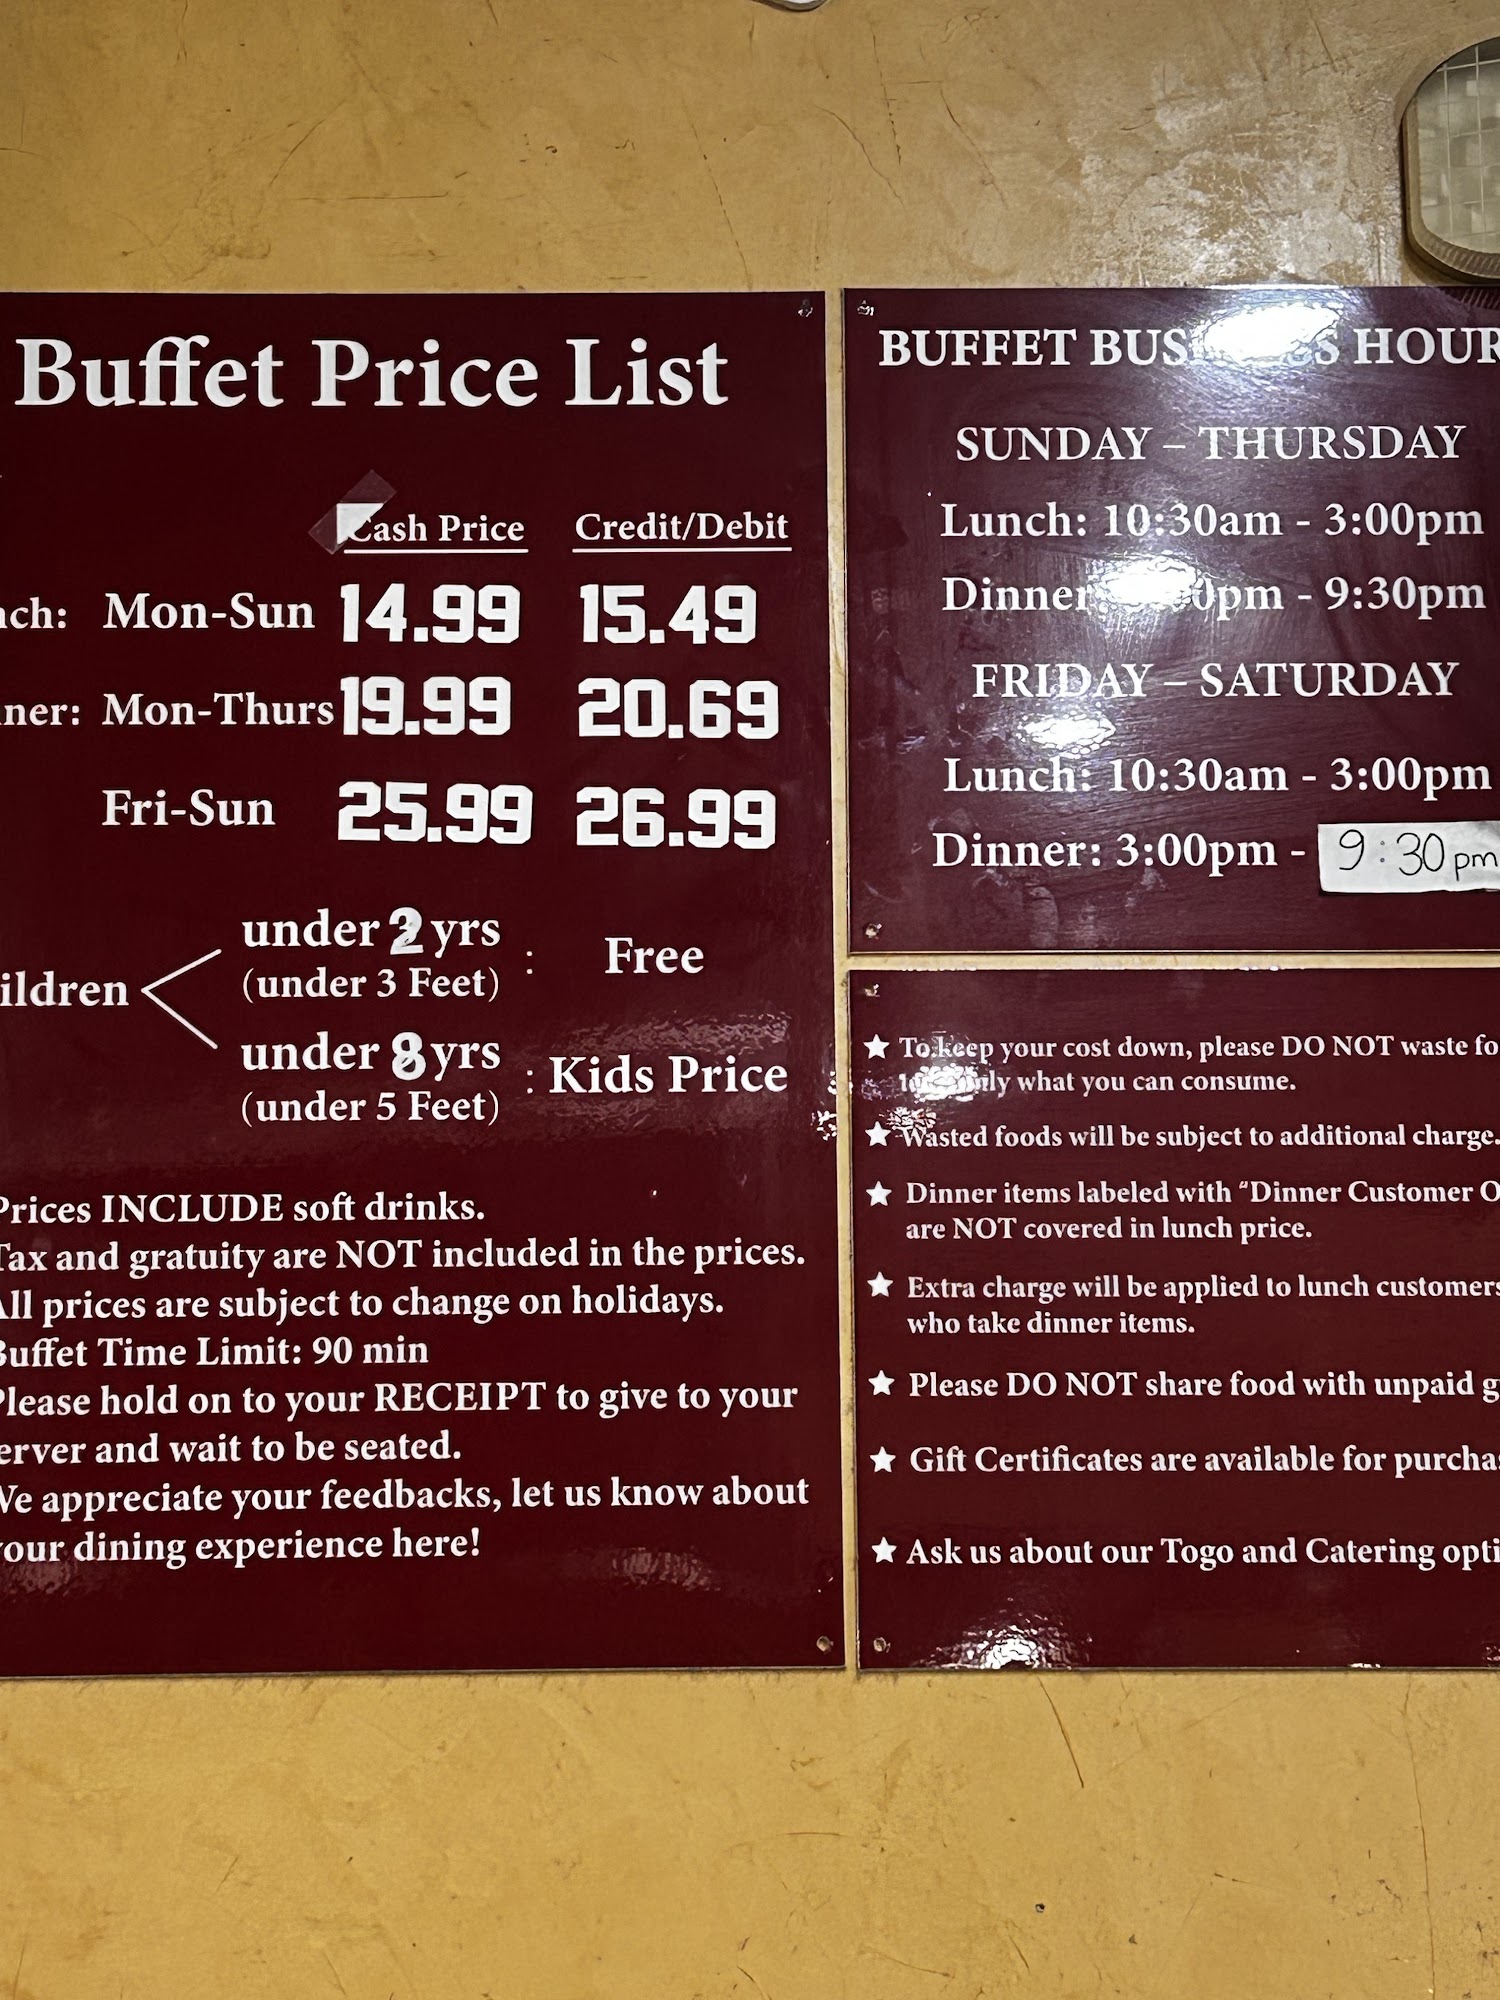 Buffet Price List
Cash Price Credit/Debit
nch: Mon-Sun 14.99 15.49
ner: Mon-Thurs 19.99 20.69
Fri-Sun 25.99 26.99
ildren
under 2 yrs
(under 3 Feet)
: Free
under 8 yrs
(under 5 Feet)
: Kids Price
Prices INCLUDE soft drinks.
Tax and gratuity are NOT included in the prices.
All prices are subject to change on holidays.
Buffet Time Limit: 90 min
Please hold on to your RECEIPT to give to your
erver and wait to be seated.
We appreciate your feedbacks, let us know about
your dining experience here!
BUFFET HOUR
SUNDAY – THURSDAY
Lunch: 10:30am - 3:00pm
Dinner - 9:30pm
FRIDAY – SATURDAY
Lunch: 10:30am - 3:00pm
Dinner: 3:00pm - 9:30pm
★ To keep your cost down, please DO NOT waste fo
what you can consume.
★ Wasted foods will be subject to additional charge.
★ Dinner items labeled with “Dinner Customer O
are NOT covered in lunch price.
★ Extra charge will be applied to lunch customers
who take dinner items.
★ Please DO NOT share food with unpaid g
★ Gift Certificates are available for purcha
★ Ask us about our Togo and Catering opti